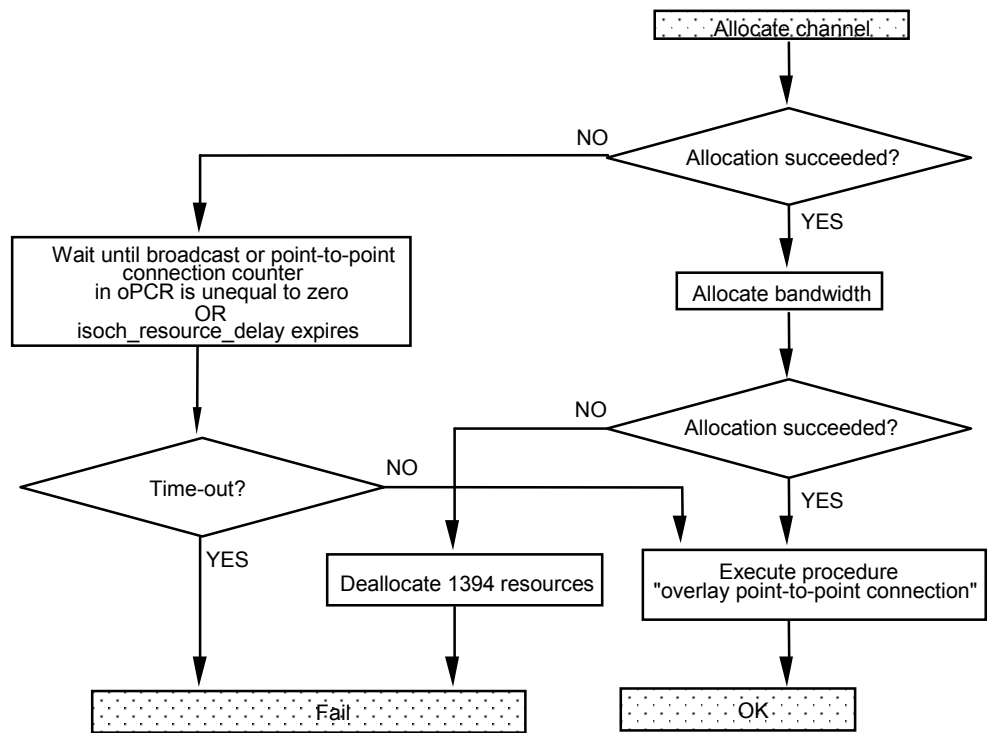 Allocate channel
NO
Allocation succeeded?
YES
Wait until broadcast or point-to-point
connection counter
in oPCR is unequal to zero
OR
isoch_resource_delay expires
Allocate bandwidth
NO
Allocation succeeded?
Time-out?
NO
YES
YES
Deallocate 1394 resources
Execute procedure
"overlay point-to-point connection"
Fail
OK